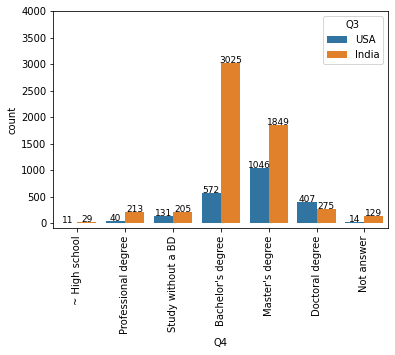 Q3
USA
India
count
4000
3500
3000
2500
2000
1500
1000
500
0
11
29
40
213
131
205
572
3025
1046
1849
407
275
14
129
~ High school
Professional degree
Study without a BD
Bachelor's degree
Master's degree
Doctoral degree
Not answer
Q4